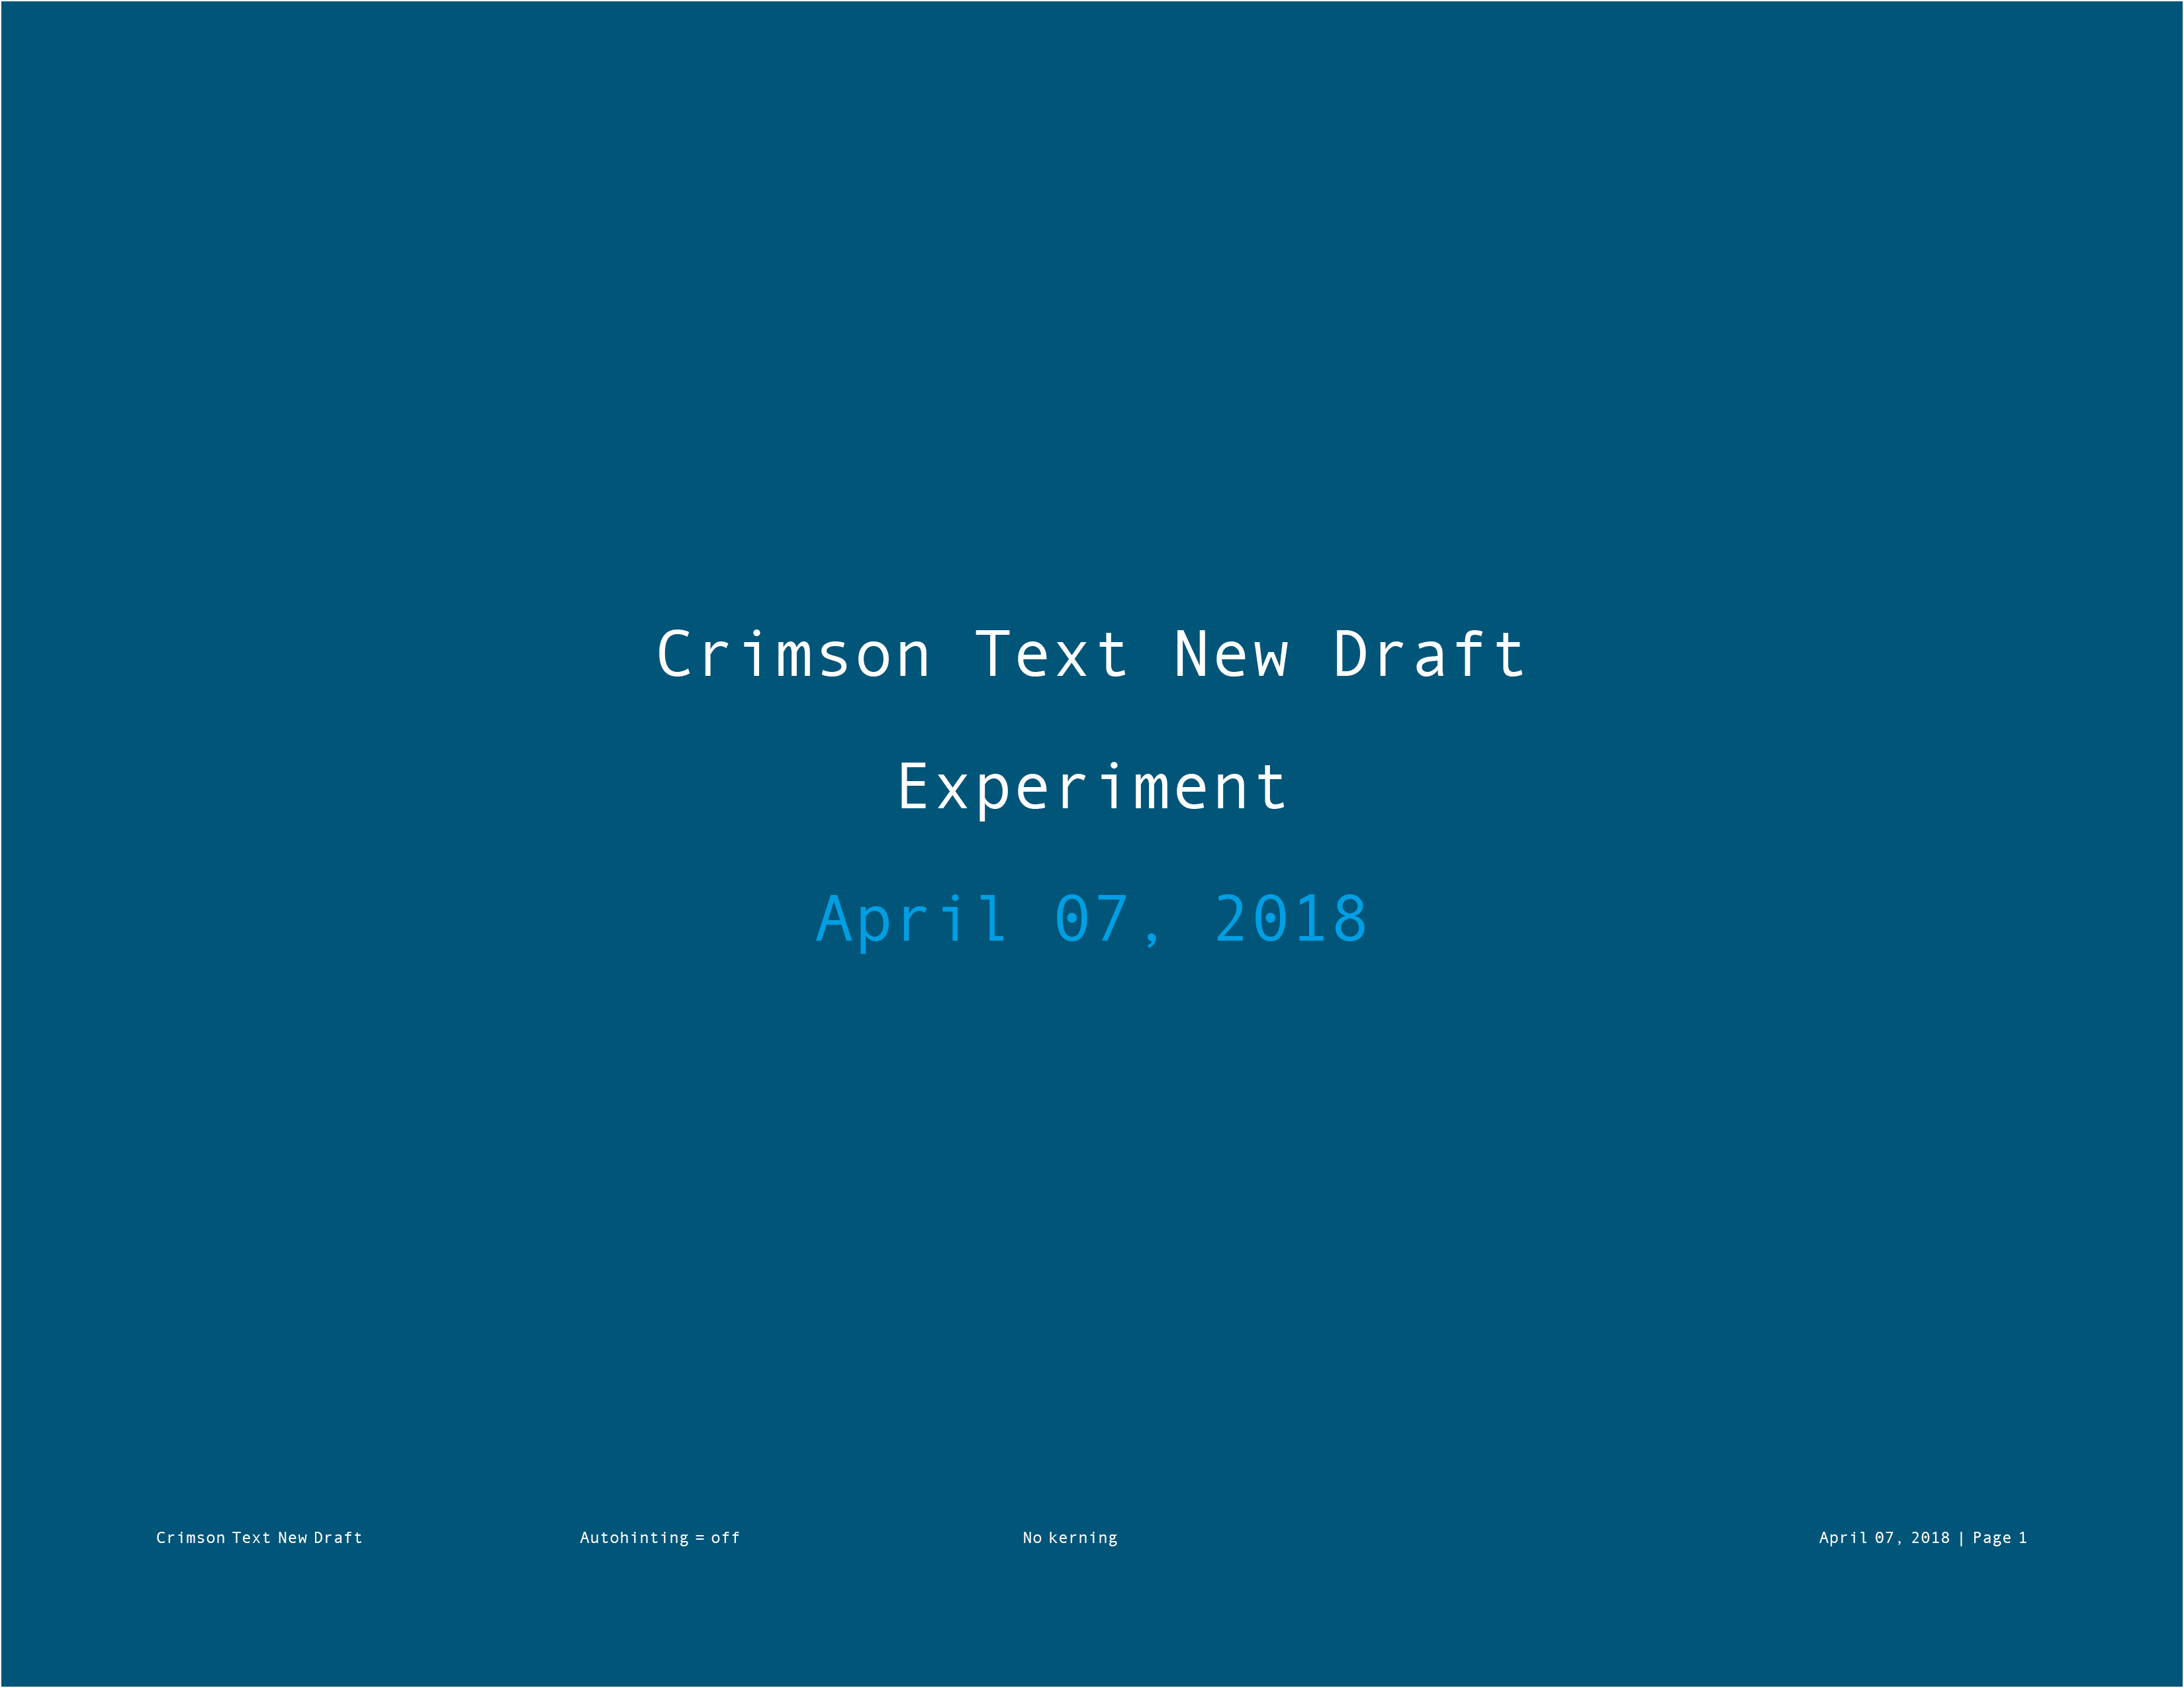 Crimson Text New Draft
Experiment
April 07, 2018
Crimson Text New Draft Autohinting = off No kerning April 07, 2018 | Page 1